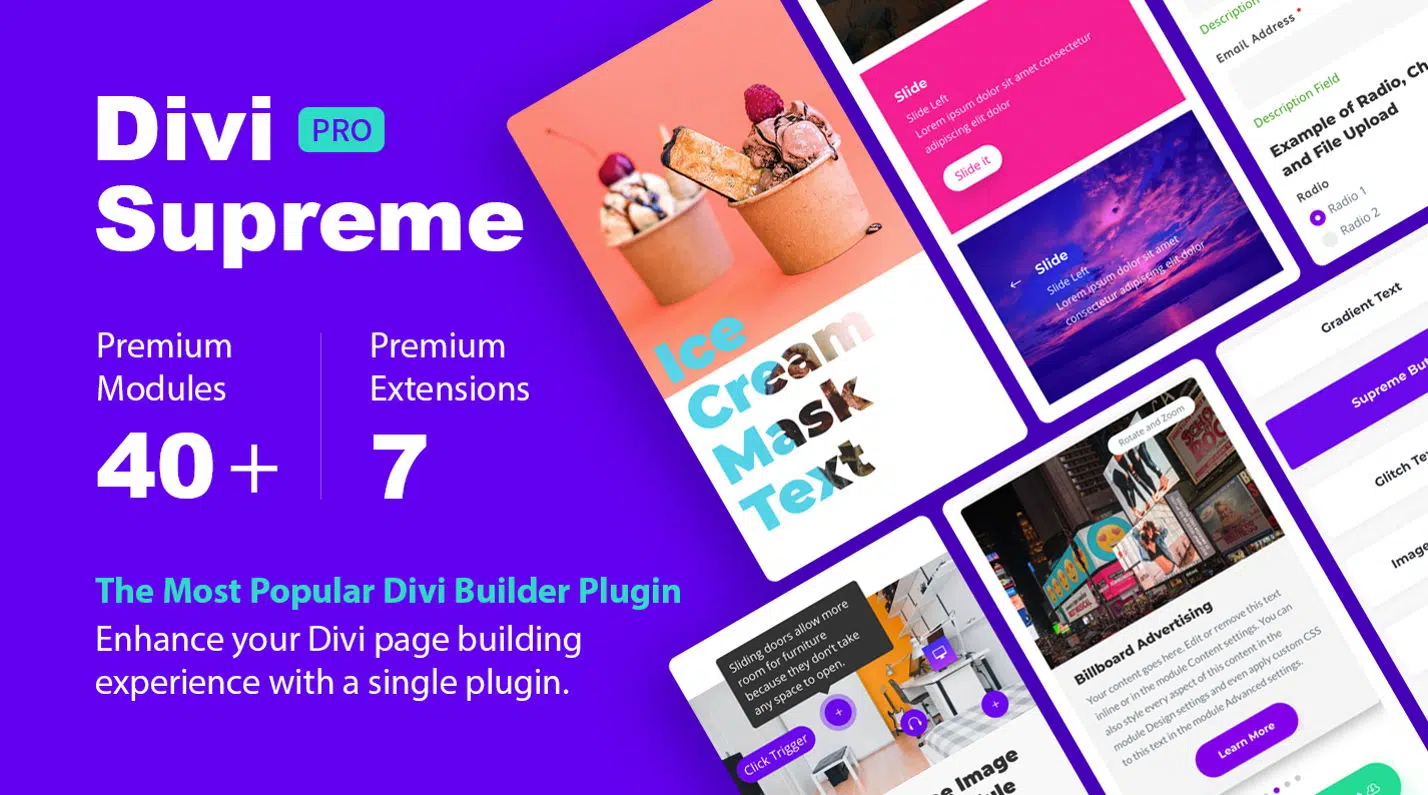 Divi PRO
Supreme
Premium
Modules
40+
Premium
Extensions
7
The Most Popular Divi Builder Plugin
Enhance your Divi page building
experience with a single plugin.
Ice
Cream
Mask
Text
Slide
Slide Left
Lorem ipsum dolor sit amet consectetur
adipiscing elit dolor
Slide it
Slide
Slide Left
Lorem ipsum dolor sit amet
consectetur adipiscing elit dolor
Description
Email Address *
Description Field
Example of Radio, Ch
and File Upload
Radio
Radio 1
Radio 2
Gradient Text
Supreme But
Glitch Te
Image
Sliding doors allow more
room for furniture
because they don't take
any space to open.
Click Trigger
e Image
ule
Rotate and Zoom
Billboard Advertising
Your content goes here. Edit or remove this text
inline or in the module Content settings. You can
also style every aspect of this content in the
module Design settings and even apply custom CSS
to this text in the module Advanced settings.
Learn More